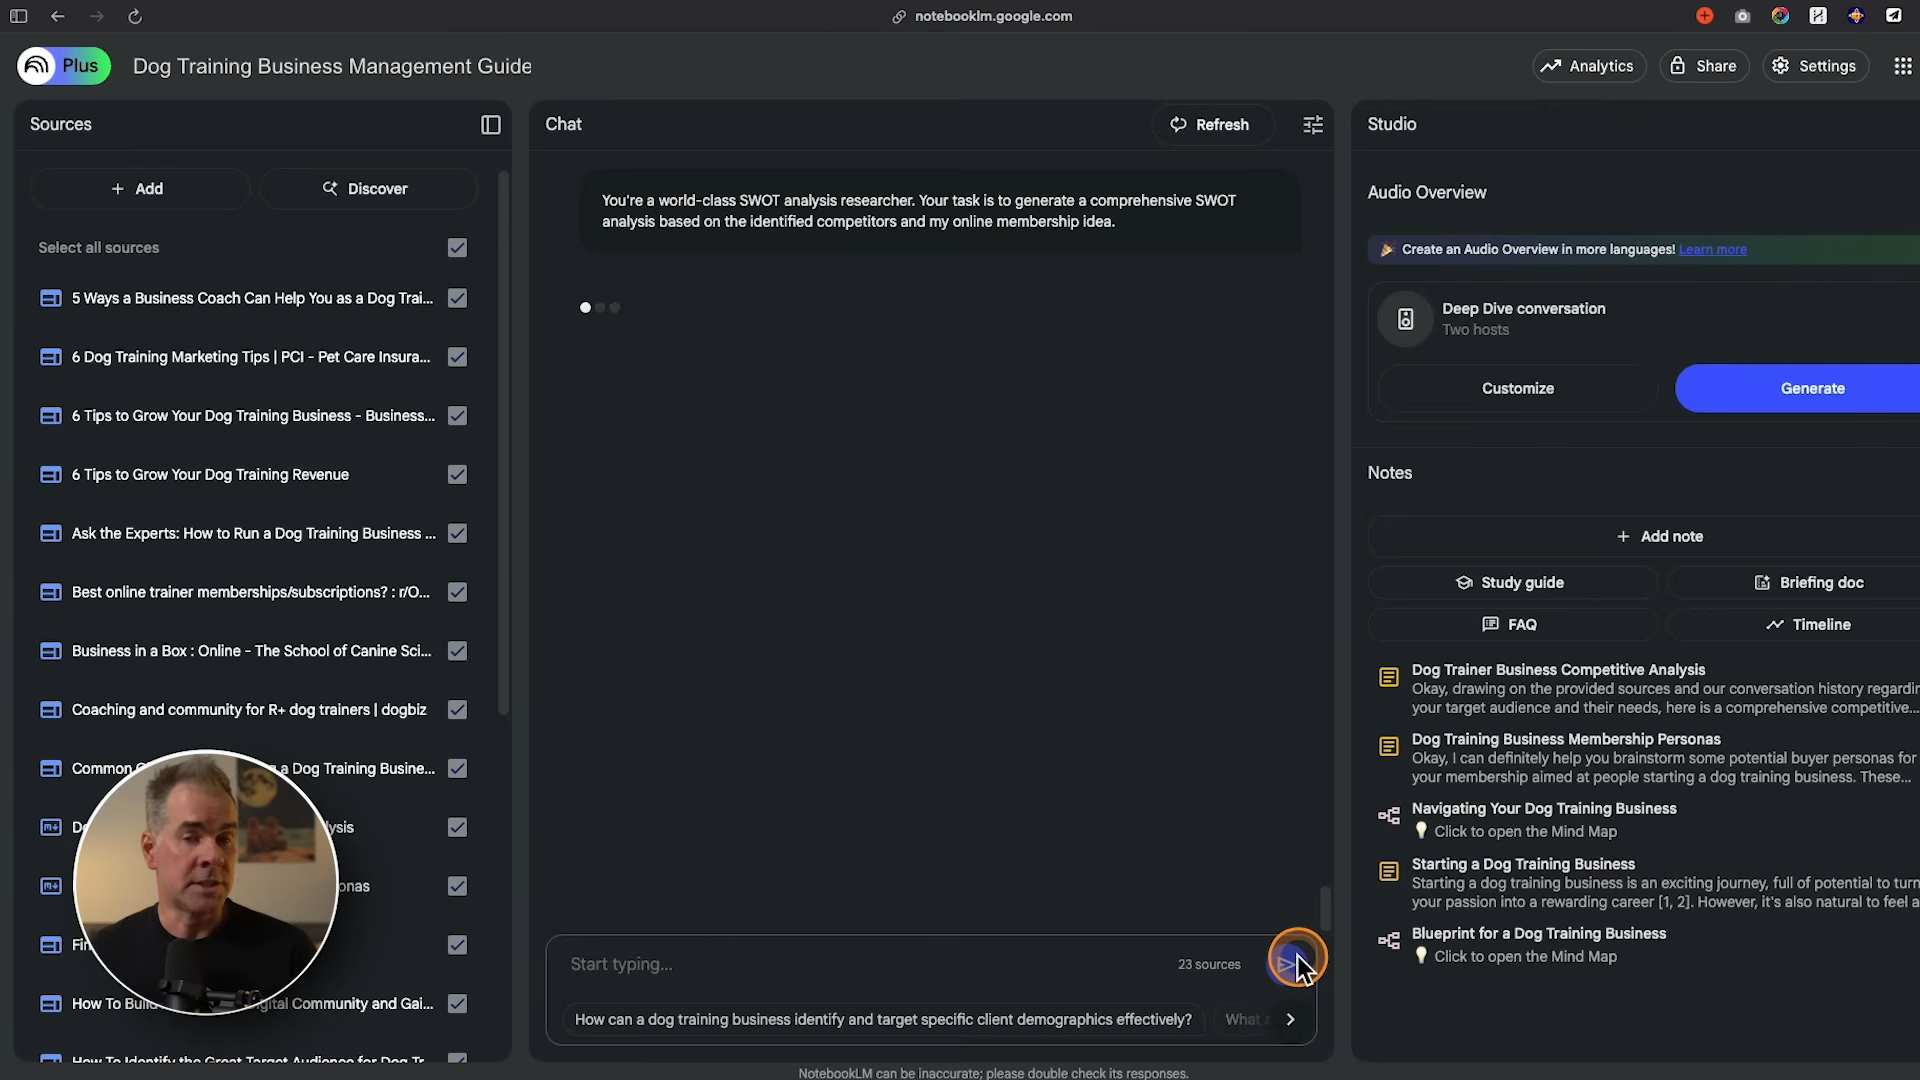 notebooklm.google.com
Plus
Dog Training Business Management Guide
Analytics
Share
Settings
Sources
Add
Discover
Select all sources
5 Ways a Business Coach Can Help You as a Dog Trai...
6 Dog Training Marketing Tips | PCI - Pet Care Insura...
6 Tips to Grow Your Dog Training Business - Business...
6 Tips to Grow Your Dog Training Revenue
Ask the Experts: How to Run a Dog Training Business ...
Best online trainer memberships/subscriptions? : r/O...
Business in a Box : Online - The School of Canine Sci...
Coaching and community for R+ dog trainers | dogbiz
Common a Dog Training Busine...
How To Identify the Great Target Audience for Dog Tr
Chat
Refresh
You're a world-class SWOT analysis researcher. Your task is to generate a comprehensive SWOT
analysis based on the identified competitors and my online membership idea.
Start typing...
23 sources
How can a dog training business identify and target specific client demographics effectively?
What
NotebookLM can be inaccurate; please double check its responses.
Studio
Audio Overview
Create an Audio Overview in more languages! Learn more
Deep Dive conversation
Two hosts
Customize
Generate
Notes
Add note
Study guide
Briefing doc
FAQ
Timeline
Dog Trainer Business Competitive Analysis
Okay, drawing on the provided sources and our conversation history regardin
your target audience and their needs, here is a comprehensive competitive...
Dog Training Business Membership Personas
Okay, I can definitely help you brainstorm some potential buyer personas for
your membership aimed at people starting a dog training business. These...
Navigating Your Dog Training Business
Click to open the Mind Map
Starting a Dog Training Business
Starting a dog training business is an exciting journey, full of potential to turn
your passion into a rewarding career [1, 2]. However, it's also natural to feel a
Blueprint for a Dog Training Business
Click to open the Mind Map